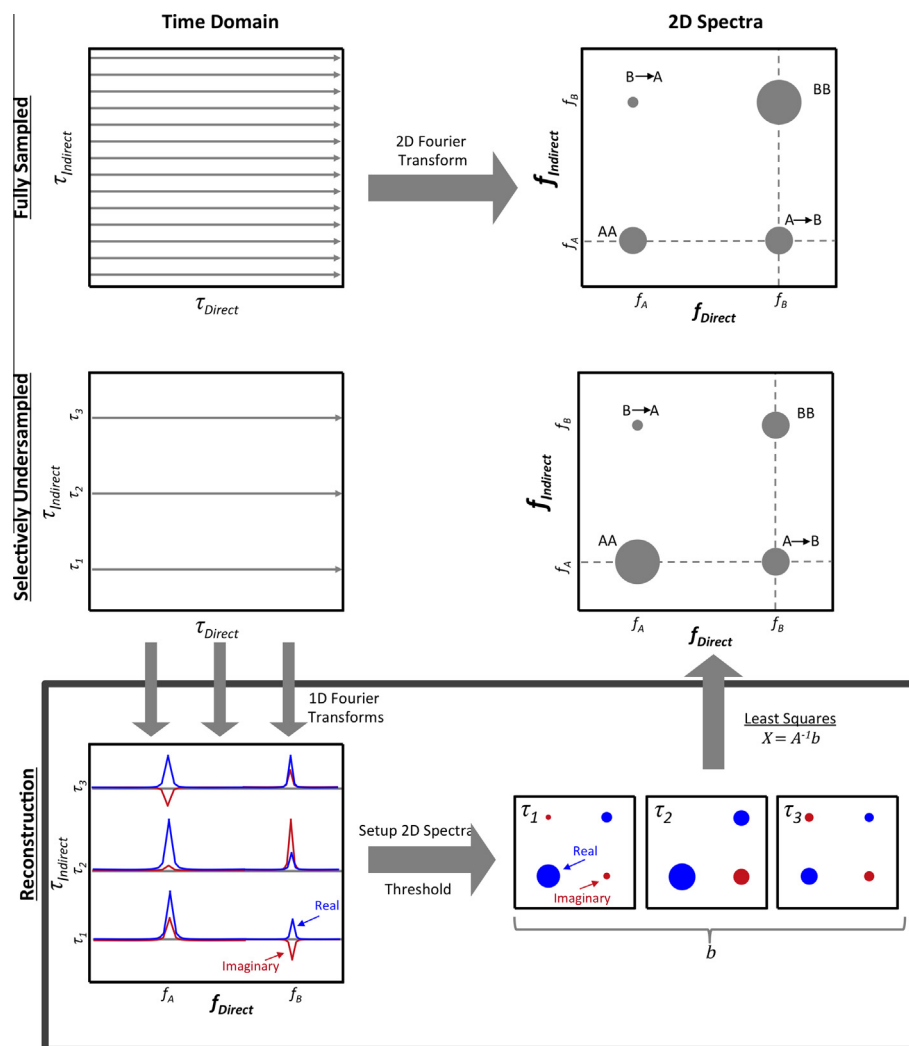 Time Domain
2D Spectra
Fully Sampled
τIndirect
τDirect
2D Fourier
Transform
B→A
BB
fB
fIndirect
AA
A→B
fA
fA
fB
fDirect
Selectively Undersampled
τ3
τ2
τIndirect
τ1
τDirect
B→A
BB
fB
fIndirect
AA
A→B
fA
fA
fB
fDirect
1D Fourier
Transforms
Least Squares
X = A-1b
Reconstruction
τ3
τ2
τIndirect
τ1
Real
Imaginary
fA
fB
fDirect
Setup 2D Spectra
Threshold
τ1
τ2
τ3
Real
Imaginary
b